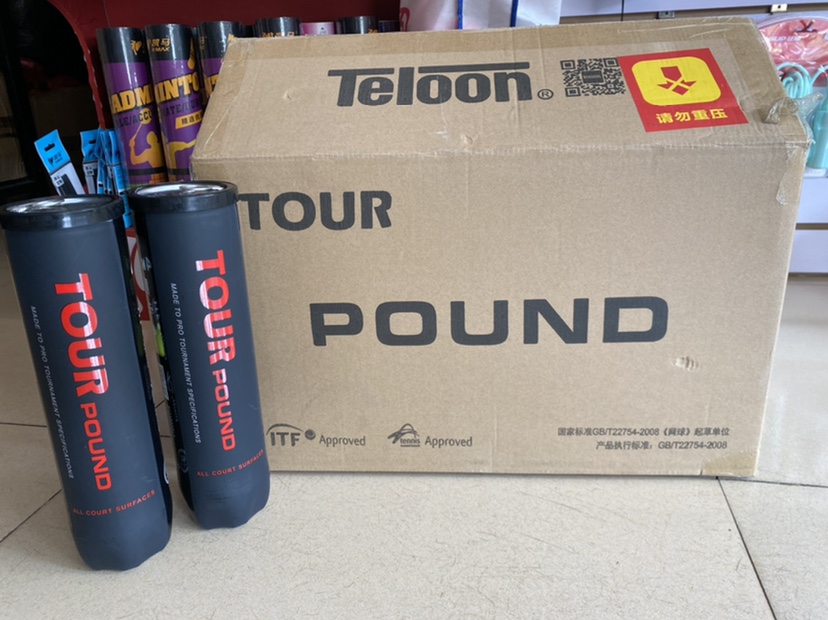 Teloon®
请勿重压
TOUR
POUND
ITF Approved
tennis Approved
国家标准GB/T22754-2008《网球》起草单位
产品执行标准：GB/T22754-2008
TOUR POUND
MADE TO PRO TOURNAMENT SPECIFICATIONS
ALL COURT SURFACES
TOUR POUND
MADE TO PRO TOURNAMENT SPECIFICATIONS
ALL COURT SURFACES